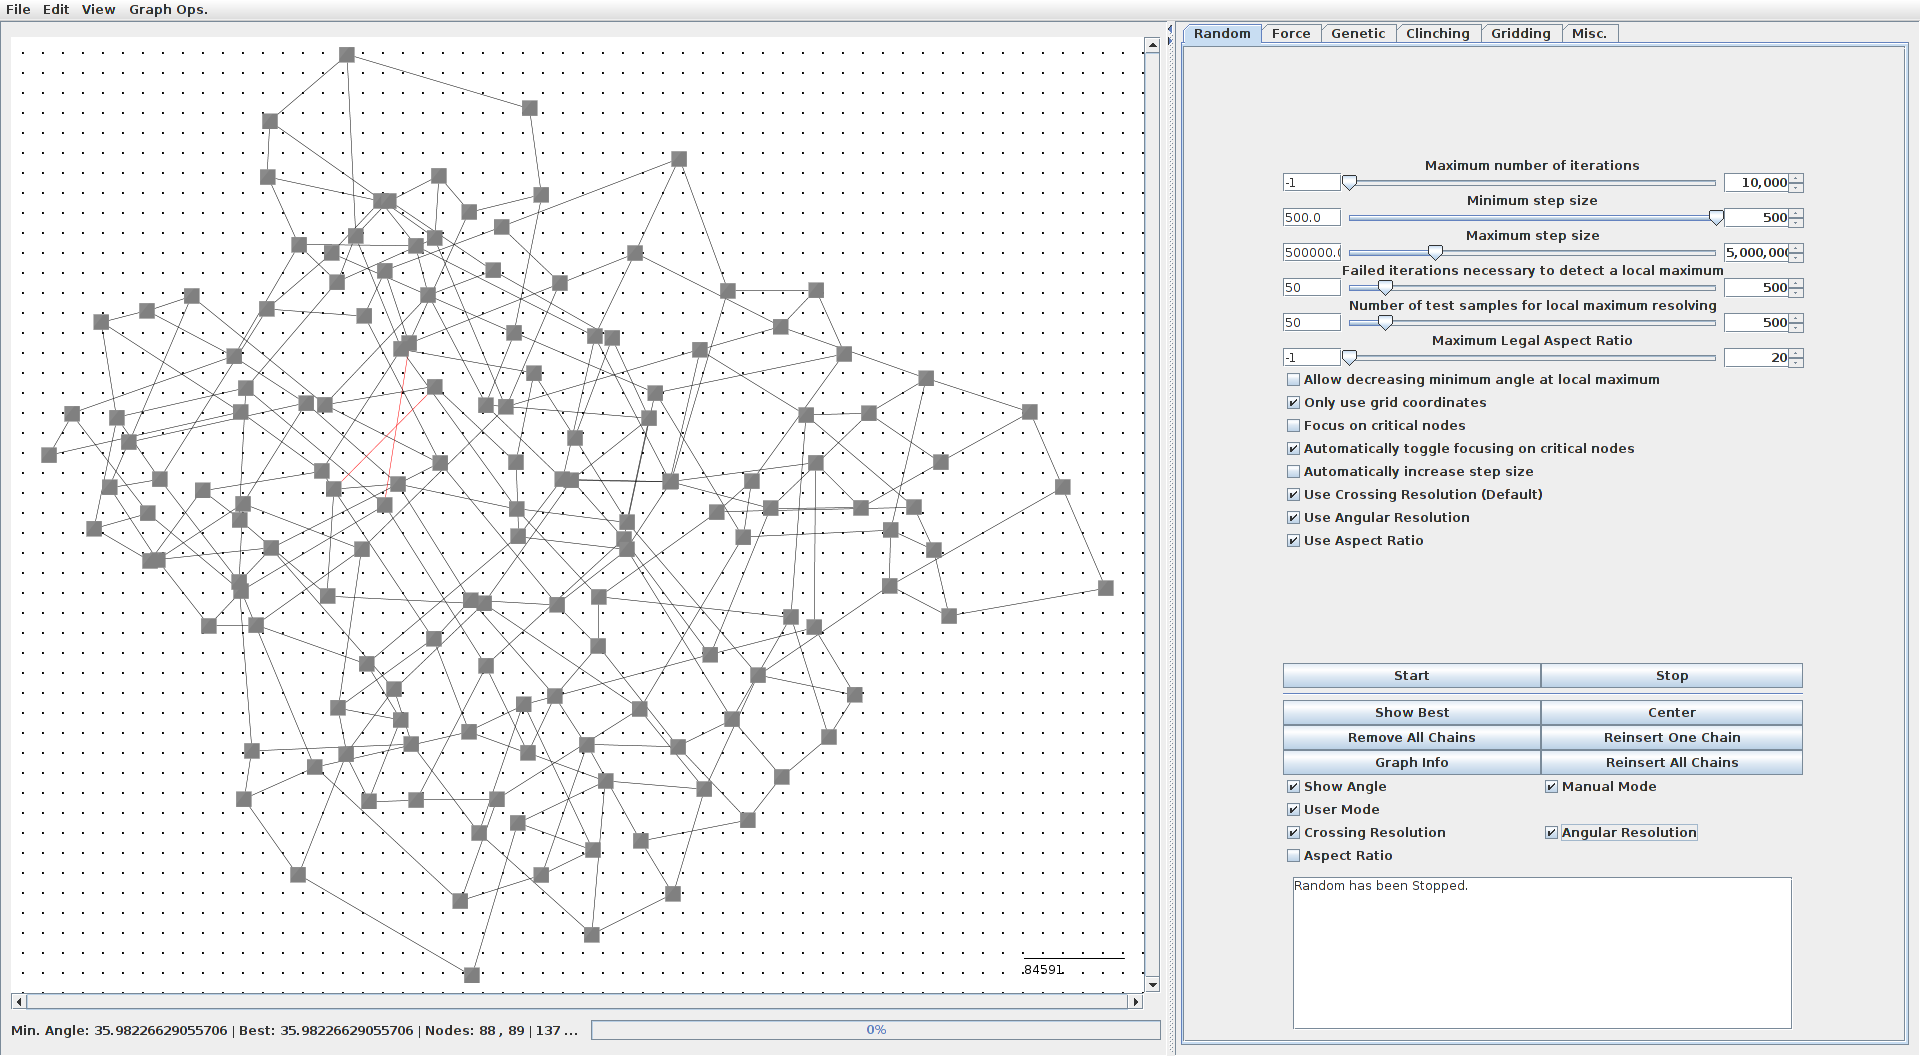 File Edit View Graph Ops.
Random Force Genetic Clinching Gridding Misc.
Maximum number of iterations
-1 10,000
Minimum step size
500.0 500
Maximum step size
500000.0 5,000,000
Failed iterations necessary to detect a local maximum
50 500
Number of test samples for local maximum resolving
50 500
Maximum Legal Aspect Ratio
-1 20
Allow decreasing minimum angle at local maximum
Only use grid coordinates
Focus on critical nodes
Automatically toggle focusing on critical nodes
Automatically increase step size
Use Crossing Resolution (Default)
Use Angular Resolution
Use Aspect Ratio
Start Stop
Show Best Center
Remove All Chains Reinsert One Chain
Graph Info Reinsert All Chains
Show Angle Manual Mode
User Mode
Crossing Resolution Angular Resolution
Aspect Ratio
Random has been Stopped.
84591
Min. Angle: 35.98226629055706 | Best: 35.98226629055706 | Nodes: 88 , 89 | 137 ... 0%